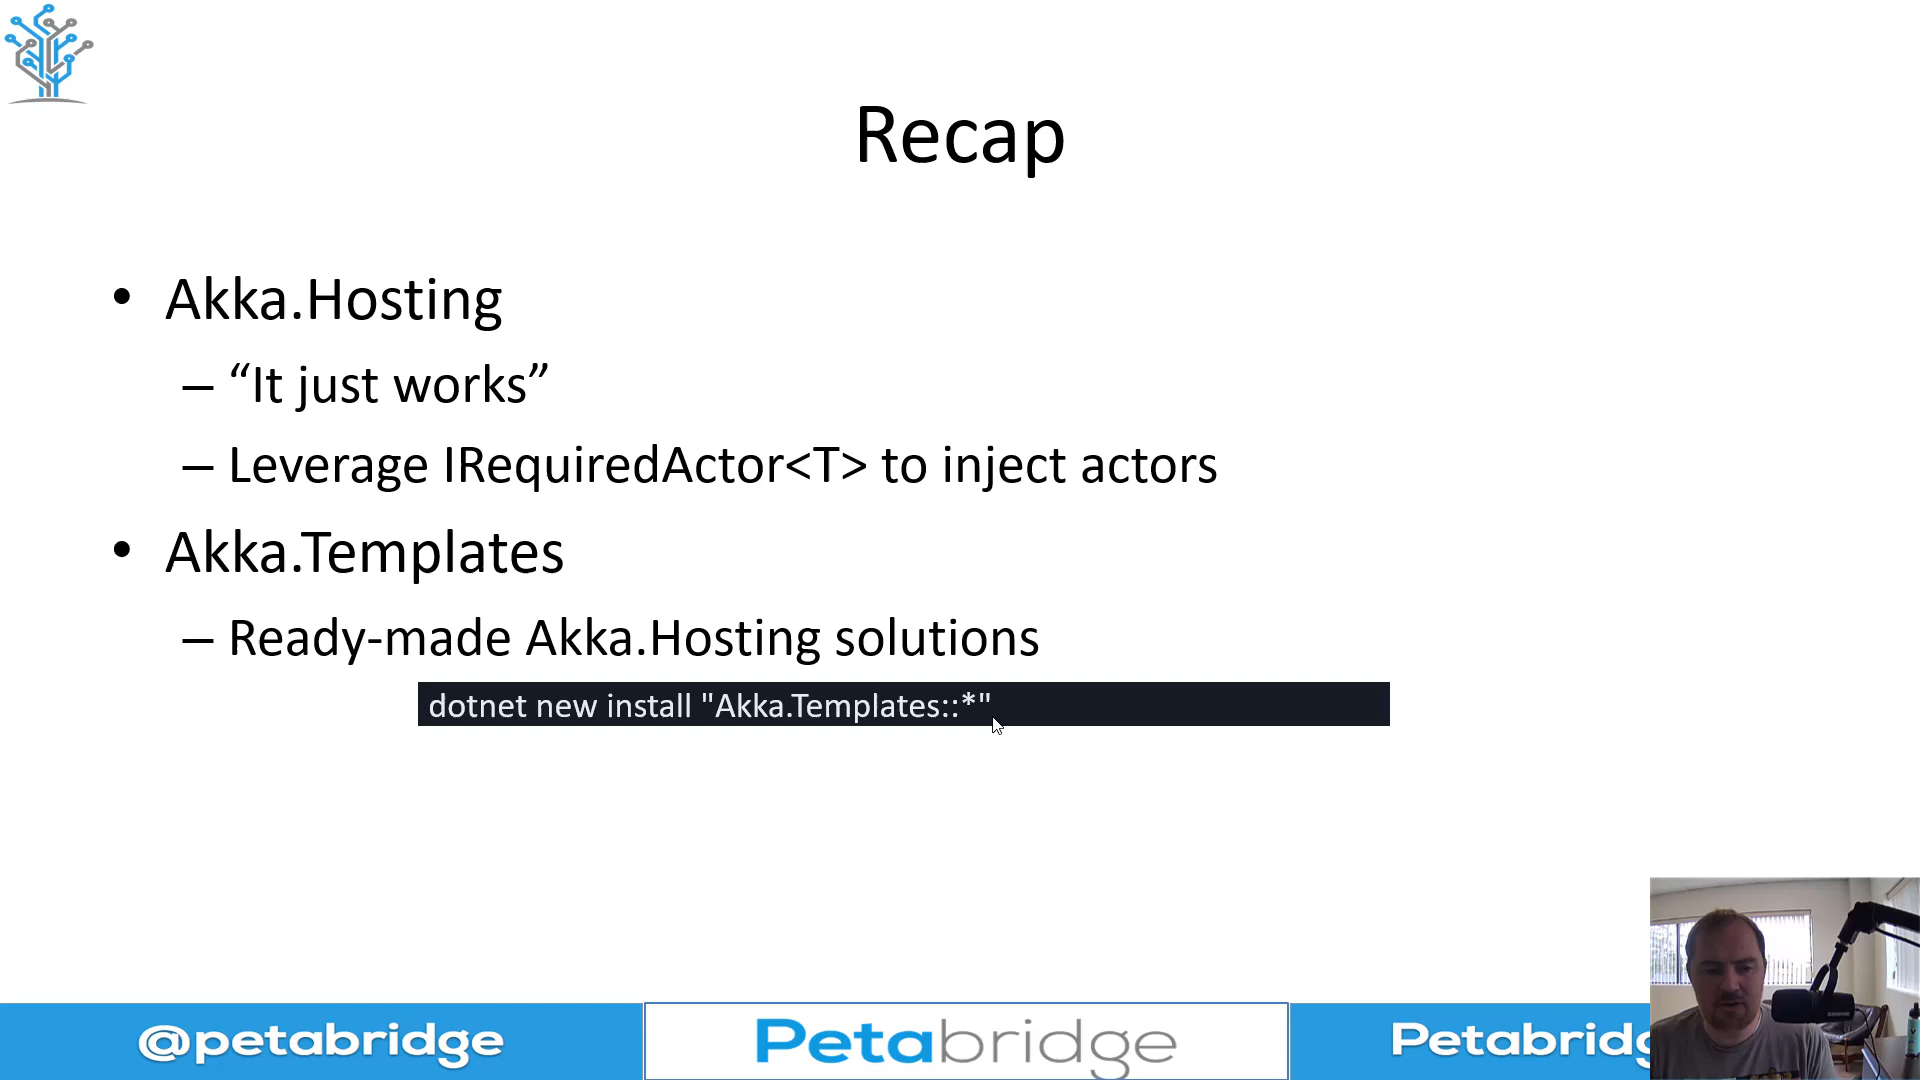 Recap
• Akka.Hosting
– “It just works”
– Leverage IRequiredActor<T> to inject actors
• Akka.Templates
– Ready-made Akka.Hosting solutions
dotnet new install "Akka.Templates::*"
@petabridge
Petabridge
Petabridg